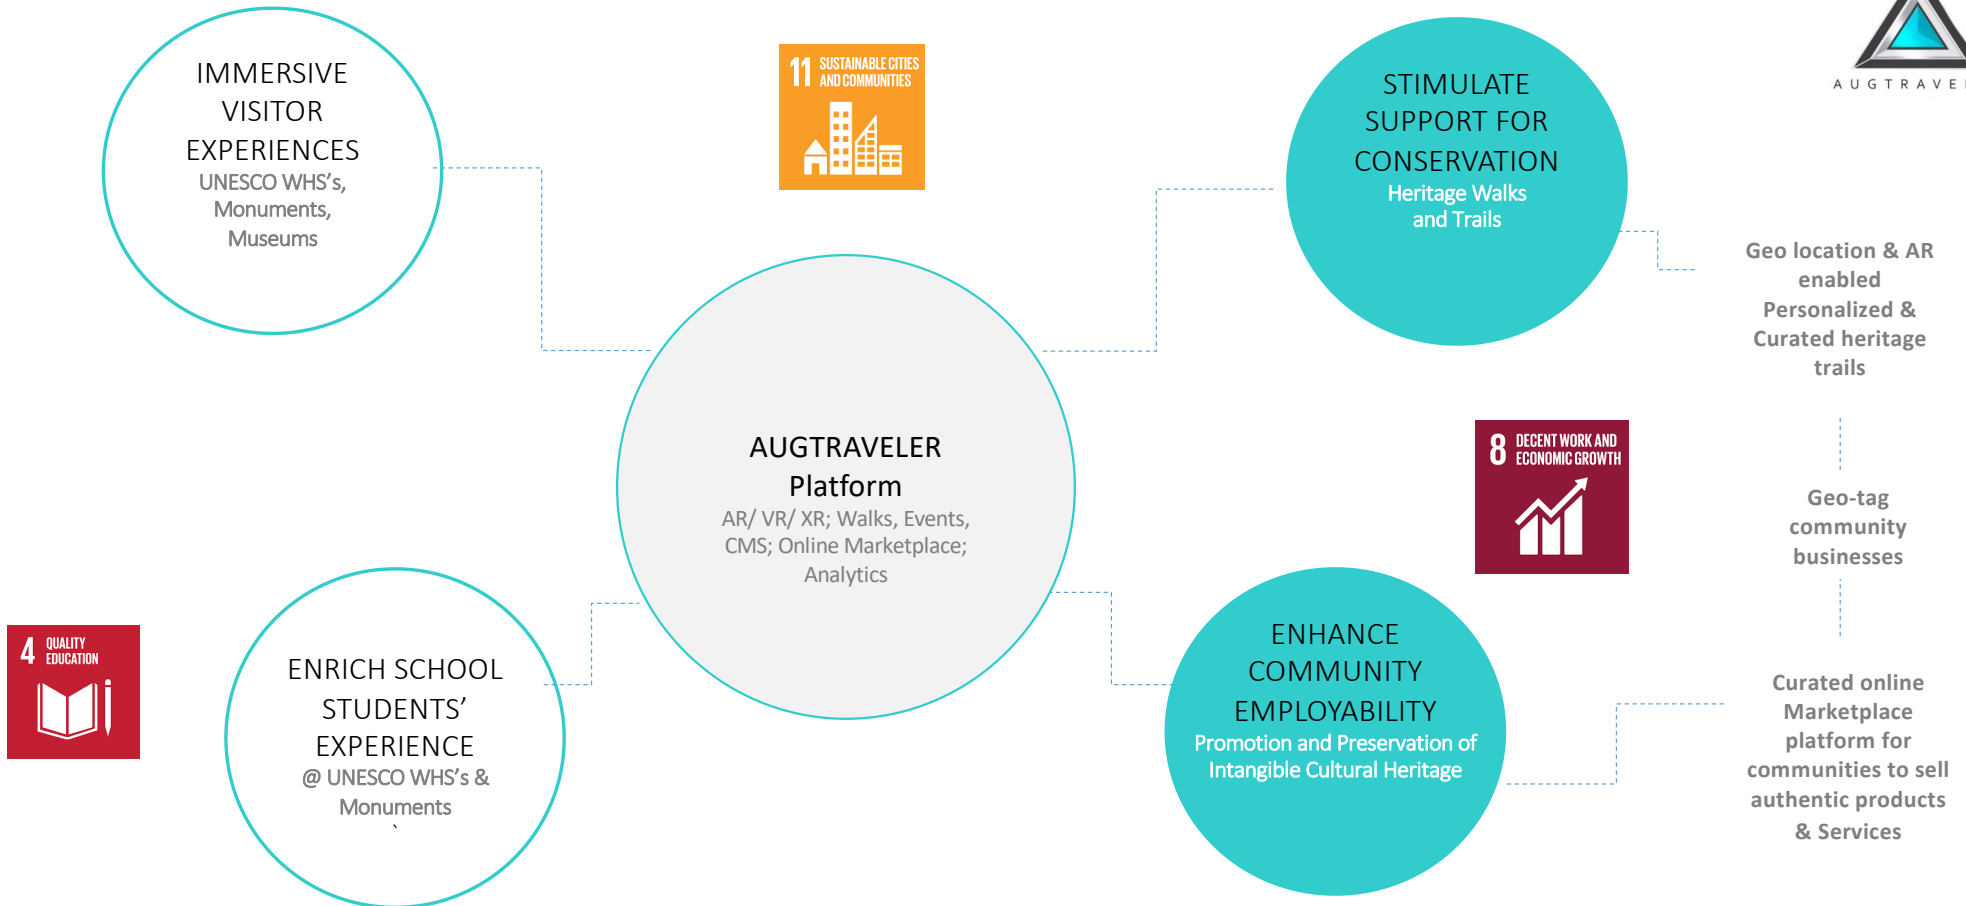 IMMERSIVE
VISITOR
EXPERIENCES
UNESCO WHS's,
Monuments,
Museums
11 SUSTAINABLE CITIES
AND COMMUNITIES
STIMULATE
SUPPORT FOR
CONSERVATION
Heritage Walks
and Trails
AUGTRAVE
Geo location & AR
enabled
Personalized &
Curated heritage
trails
AUGTRAVELER
Platform
AR/ VR/ XR; Walks, Events,
CMS; Online Marketplace;
Analytics
8 DECENT WORK AND
ECONOMIC GROWTH
Geo-tag
community
businesses
4 QUALITY
EDUCATION
ENRICH SCHOOL
STUDENTS’
EXPERIENCE
@ UNESCO WHS's &
Monuments
`
ENHANCE
COMMUNITY
EMPLOYABILITY
Promotion and Preservation of
Intangible Cultural Heritage
Curated online
Marketplace
platform for
communities to sell
authentic products
& Services